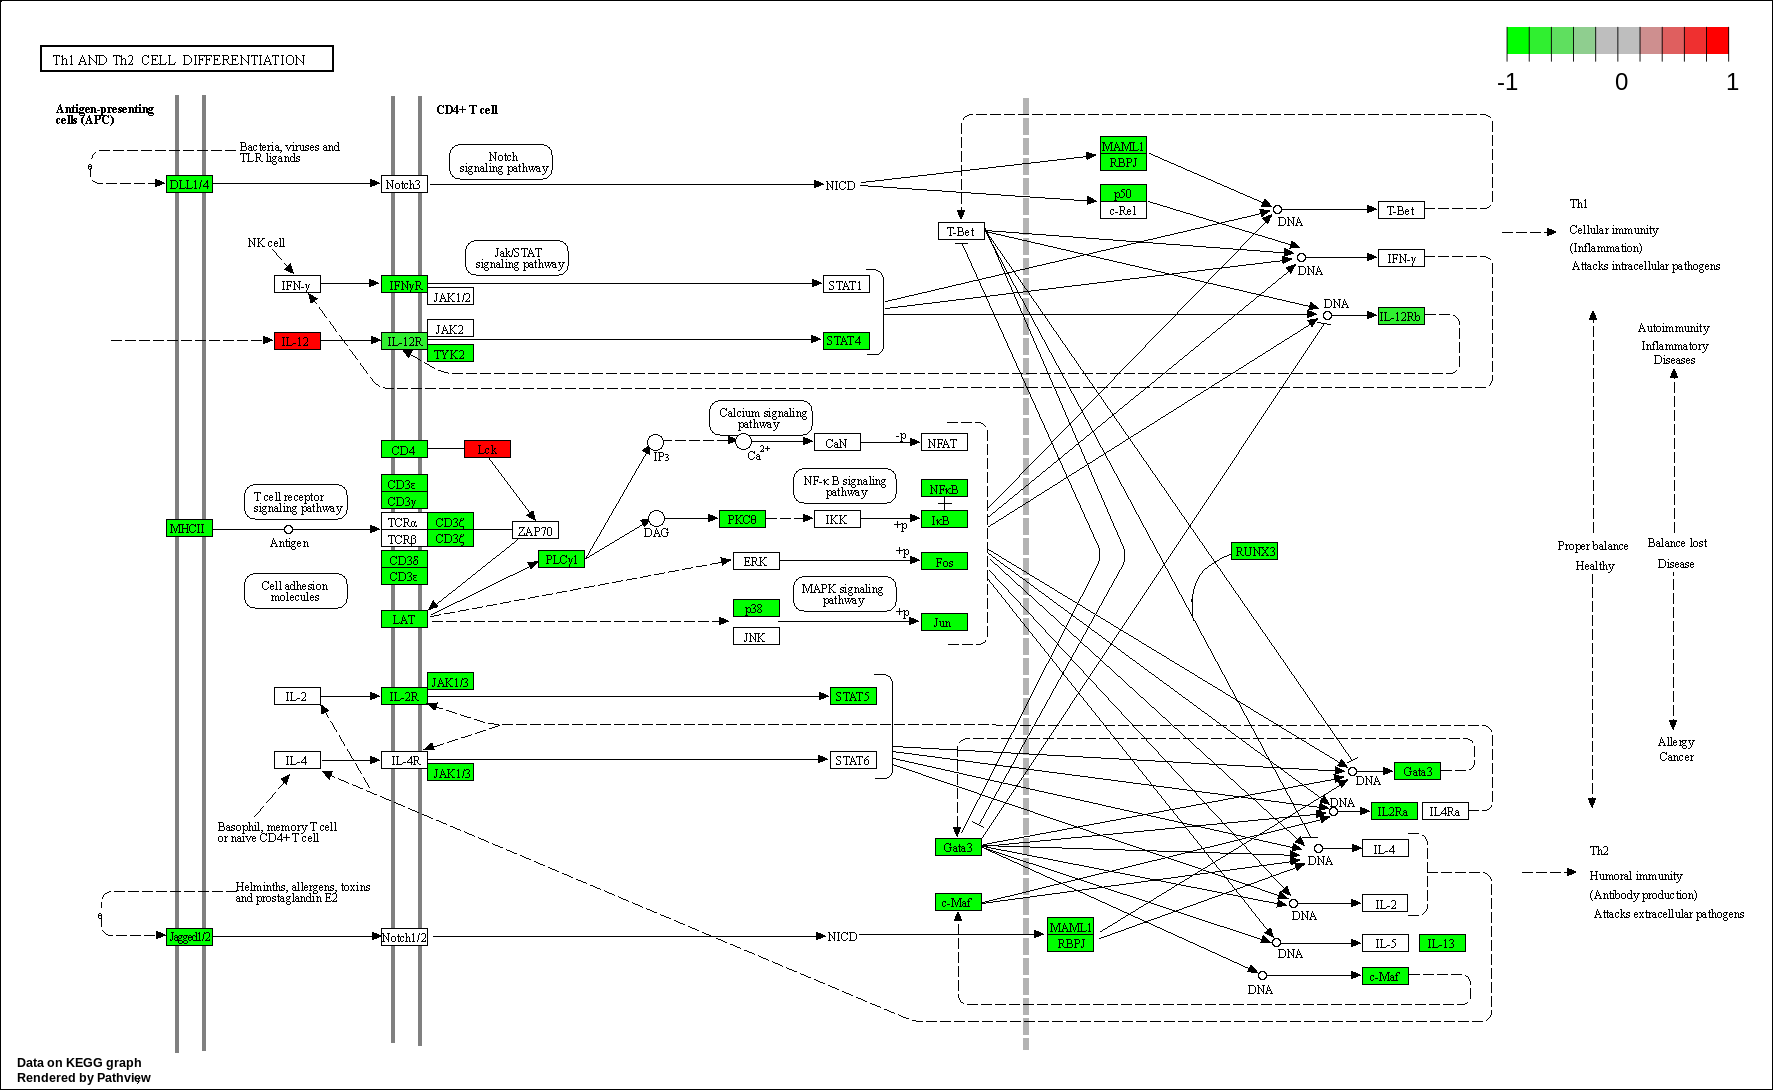 Th1 AND Th2 CELL DIFFERENTIATION
-1
0
1
Antigen-presenting
cells (APC)
CD4+ T cell
Bacteria, viruses and
TLR ligands
e
DLL1/4
Notch3
Notch
signaling pathway
NICD
MAML1
RBPJ
p50
c-Rel
DNA
T-Bet
T-Bet
Th1
Cellular immunity
(Inflammation)
Attacks intracellular pathogens
NK cell
IFN-γ
IFNγR
JAK1/2
Jak/STAT
signaling pathway
STAT1
DNA
IFN-γ
IL-12
IL-12R
JAK2
TYK2
STAT4
DNA
IL-12Rb
Autoimmunity
Inflammatory
Diseases
CD4
Lck
CD3ε
CD3γ
T cell receptor
signaling pathway
MHCII
Antigen
TCRα
TCRβ
CD3ζ
CD3ζ
CD3δ
CD3ε
ZAP70
LAT
PLCγ1
Cell adhesion
molecules
Calcium signaling
pathway
IP3
Ca2+
CaN
-p
NFAT
NF-κB signaling
pathway
DAG
PKCθ
IKK
+p
NFκB
IκB
ERK
+p
Fos
MAPK signaling
pathway
p38
JNK
+p
Jun
RUNX3
Proper balance
Healthy
Balance lost
Disease
IL-2
IL-2R
JAK1/3
STAT5
IL-4
IL-4R
JAK1/3
STAT6
Basophil, memory T cell
or naive CD4+ T cell
Allergy
Cancer
DNA
Gata3
DNA
IL2Ra
IL4Ra
Gata3
DNA
IL-4
Th2
Humoral immunity
(Antibody production)
Attacks extracellular pathogens
c-Maf
DNA
IL-2
Helminths, allergens, toxins
and prostaglandin E2
e
Jagged1/2
Notch1/2
NICD
MAML1
RBPJ
DNA
IL-5
IL-13
DNA
c-Maf
Data on KEGG graph
Rendered by Pathview